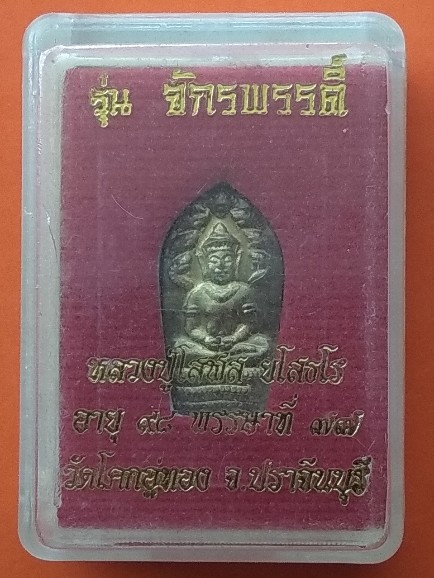 รุ่น จักรพรรดิ์
หลวงปู่โสฬส ยโสธโร
อายุ ๙๘ พรรษาที่ ๗๗
วัดโคกอู่ทอง จ.ปราจีนบุรี